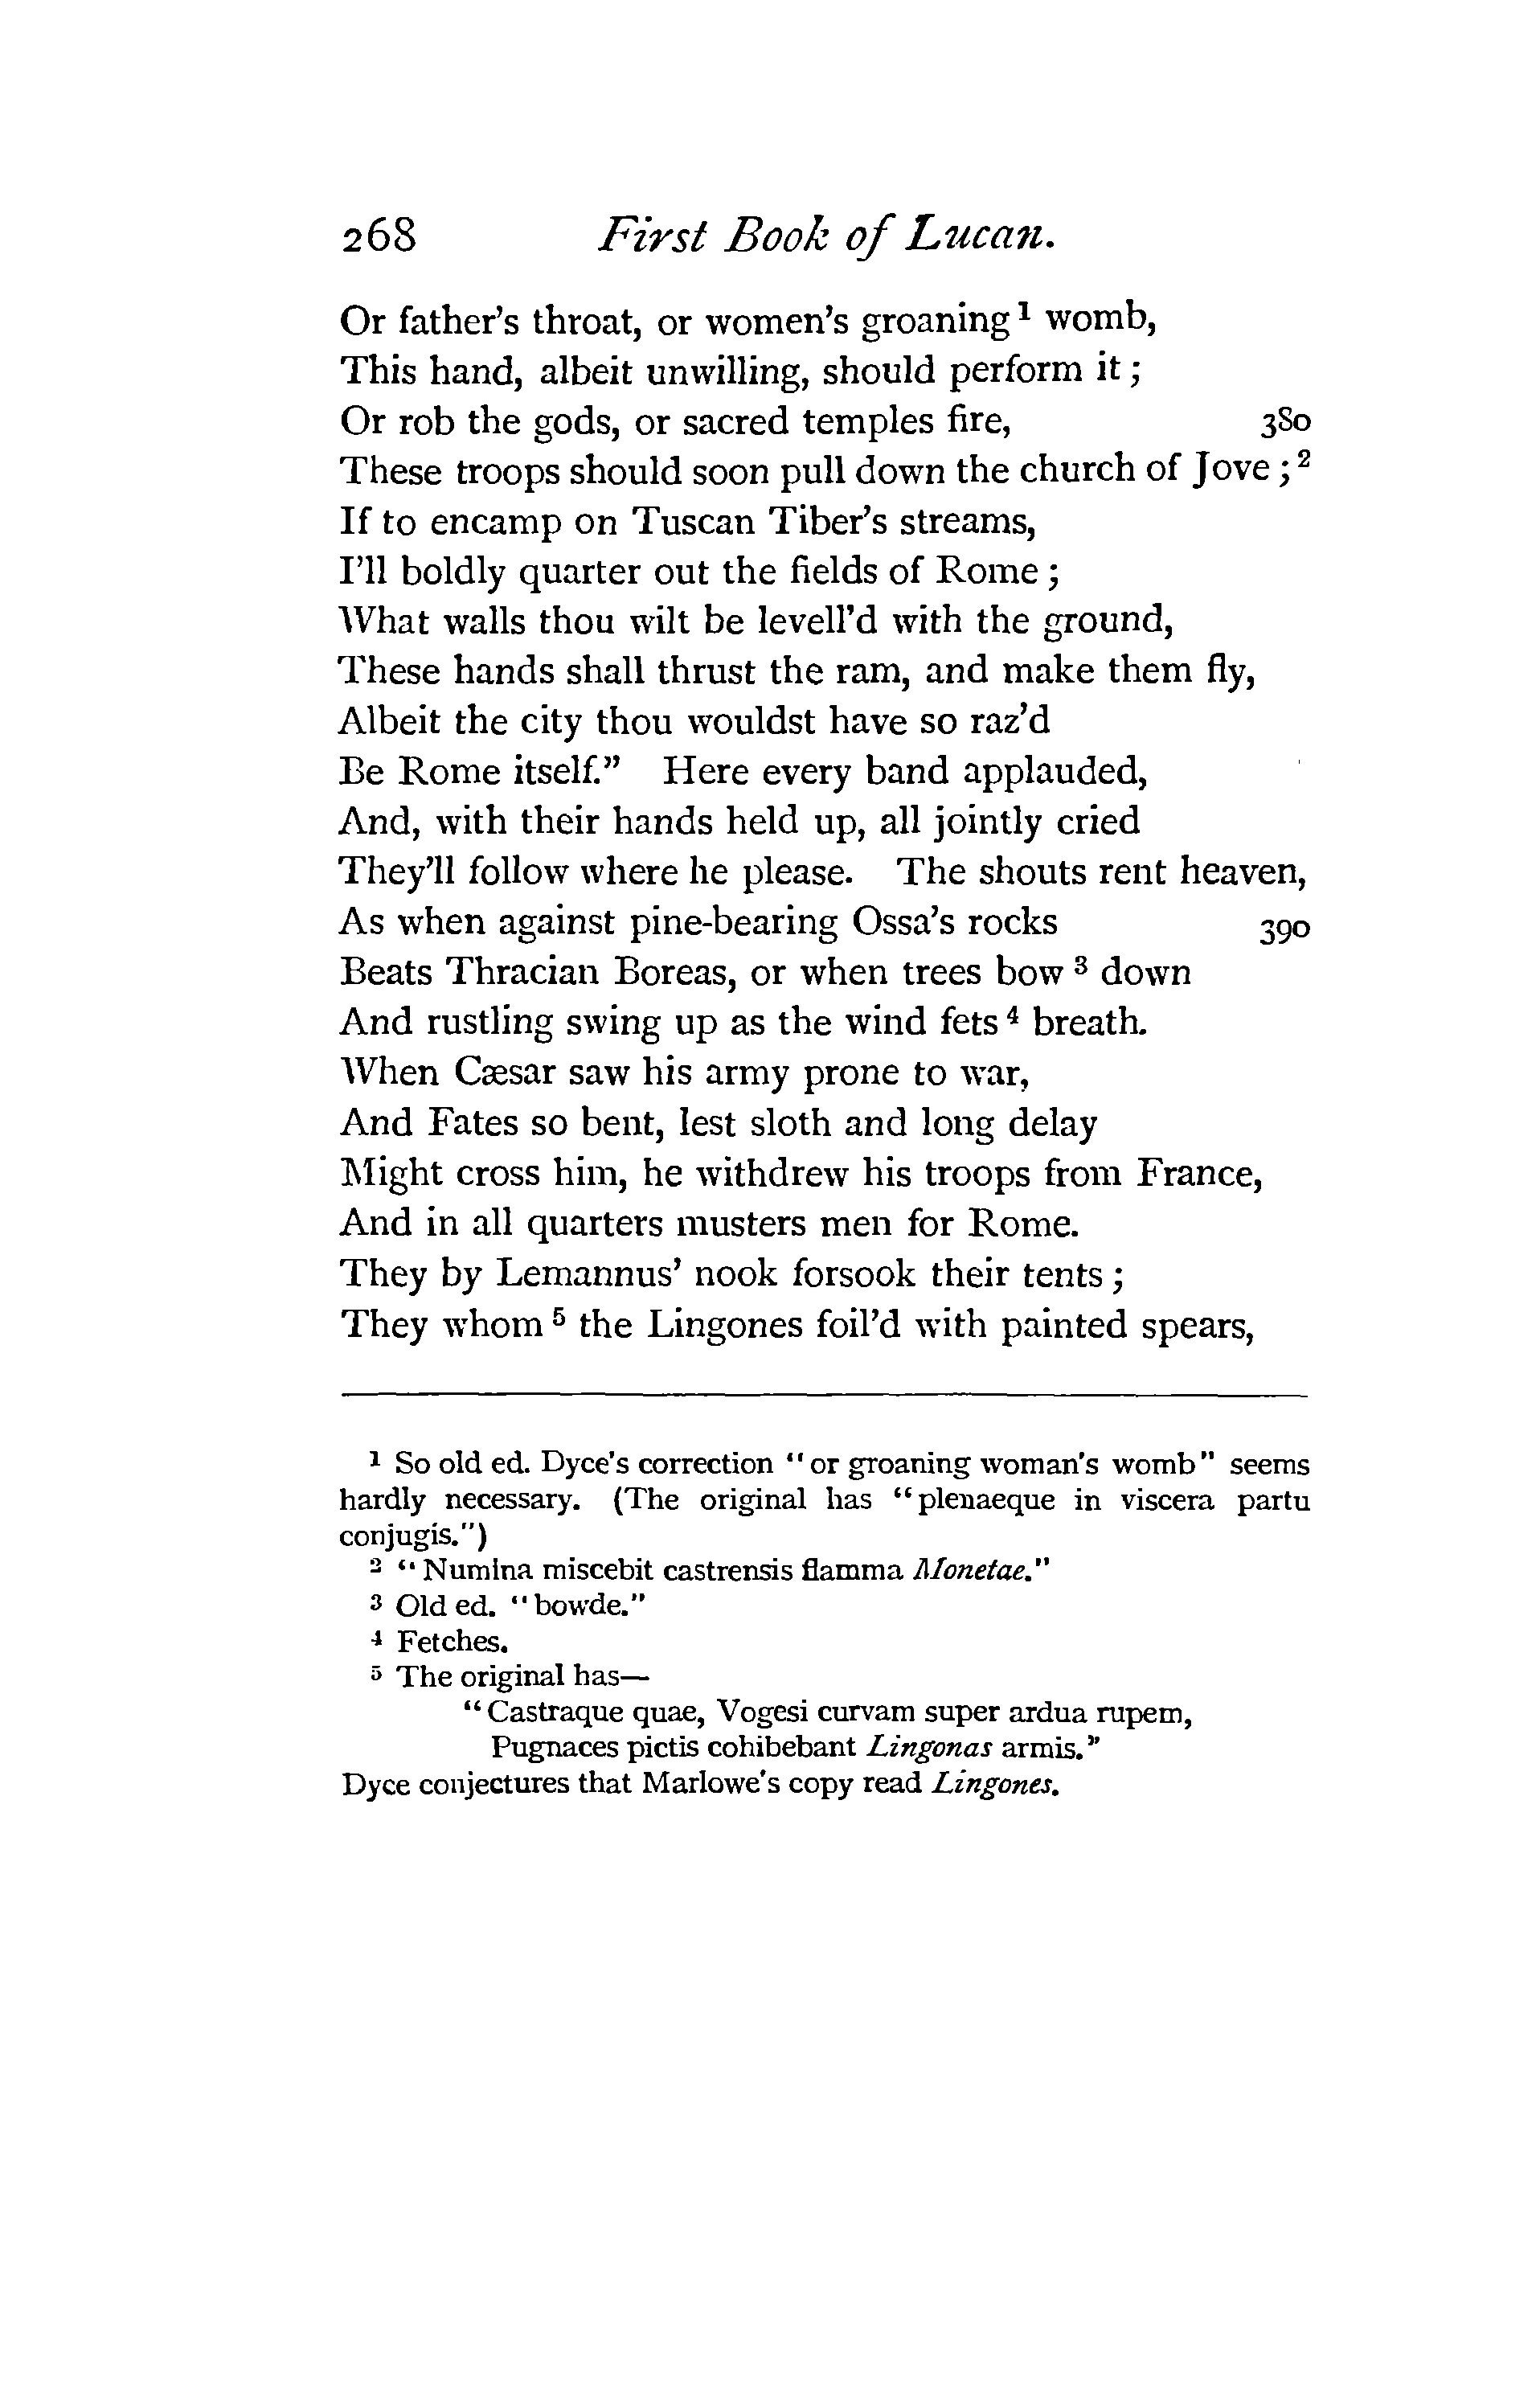 268 First Book of Lucan.
Or father's throat, or women's groaning¹ womb,
This hand, albeit unwilling, should perform it ;
Or rob the gods, or sacred temples fire, 380
These troops should soon pull down the church of Jove ;²
If to encamp on Tuscan Tiber's streams,
I'll boldly quarter out the fields of Rome ;
What walls thou wilt be levell'd with the ground,
These hands shall thrust the ram, and make them fly,
Albeit the city thou wouldst have so raz'd
Be Rome itself.” Here every band applauded,
And, with their hands held up, all jointly cried
They'll follow where he please. The shouts rent heaven,
As when against pine-bearing Ossa's rocks 390
Beats Thracian Boreas, or when trees bow³ down
And rustling swing up as the wind fets⁴ breath.
When Cæsar saw his army prone to war,
And Fates so bent, lest sloth and long delay
Might cross him, he withdrew his troops from France,
And in all quarters musters men for Rome.
They by Lemannus' nook forsook their tents ;
They whom⁵ the Lingones foil'd with painted spears,
¹ So old ed. Dyce's correction “or groaning woman's womb” seems
hardly necessary. (The original has “plenaeque in viscera partu
conjugis.”)
² “Numina miscebit castrensis flamma Monetae.”
³ Old ed. “bowde.”
⁴ Fetches.
⁵ The original has—
“Castraque quae, Vogesi curvam super ardua rupem,
Pugnaces pictis cohibebant Lingonas armis.”
Dyce conjectures that Marlowe's copy read Lingones.